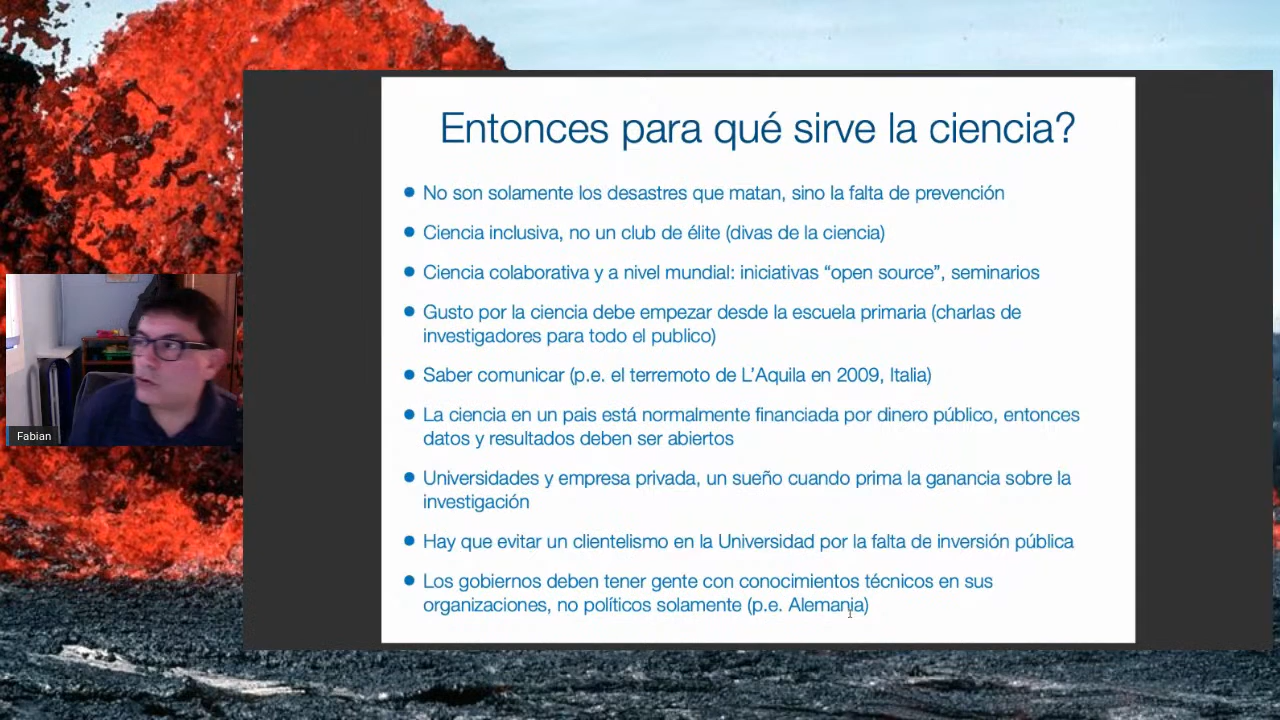 Entonces para qué sirve la ciencia?
No son solamente los desastres que matan, sino la falta de prevención
Ciencia inclusiva, no un club de élite (divas de la ciencia)
Ciencia colaborativa y a nivel mundial: iniciativas “open source”, seminarios
Gusto por la ciencia debe empezar desde la escuela primaria (charlas de
investigadores para todo el publico)
Saber comunicar (p.e. el terremoto de L’Aquila en 2009, Italia)
La ciencia en un pais está normalmente financiada por dinero público, entonces
datos y resultados deben ser abiertos
Universidades y empresa privada, un sueño cuando prima la ganancia sobre la
investigación
Hay que evitar un clientelismo en la Universidad por la falta de inversión pública
Los gobiernos deben tener gente con conocimientos técnicos en sus
organizaciones, no políticos solamente (p.e. Alemania)
Fabian